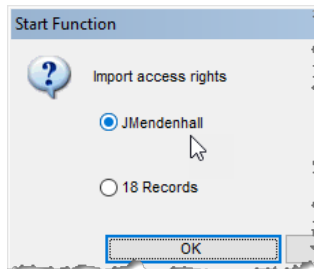 Start Function
Import access rights
JMendenhall
18 Records
OK